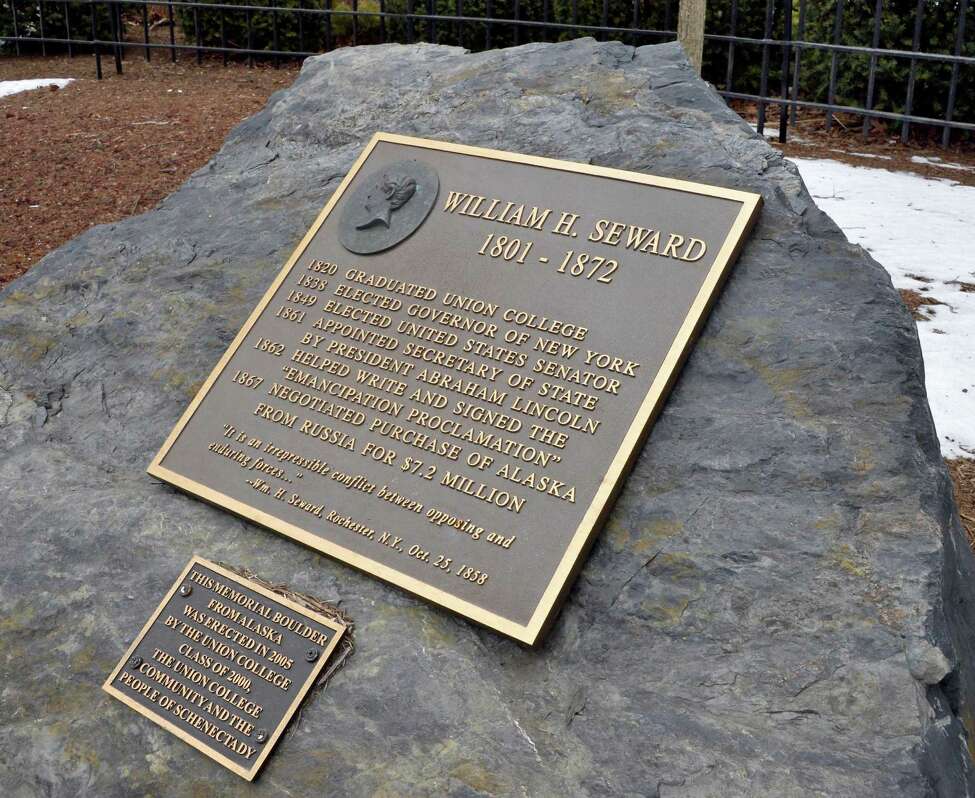 WILLIAM H. SEWARD
1801 - 1872
1820 GRADUATED UNION COLLEGE
1838 ELECTED GOVERNOR OF NEW YORK
1849 ELECTED UNITED STATES SENATOR
1861 APPOINTED SECRETARY OF STATE
BY PRESIDENT ABRAHAM LINCOLN
1862 HELPED WRITE AND SIGNED THE
"EMANCIPATION PROCLAMATION"
1867 NEGOTIATED PURCHASE OF ALASKA
FROM RUSSIA FOR $7.2 MILLION
"It is an irrepressible conflict between opposing and
enduring forces..."
--Wm. H. Seward, Rochester, N.Y., Oct. 25, 1858
THIS MEMORIAL BOULDER
FROM ALASKA
WAS ERECTED IN 2005
BY THE UNION COLLEGE
CLASS OF 2000,
THE UNION COLLEGE
COMMUNITY AND THE
PEOPLE OF SCHENECTADY